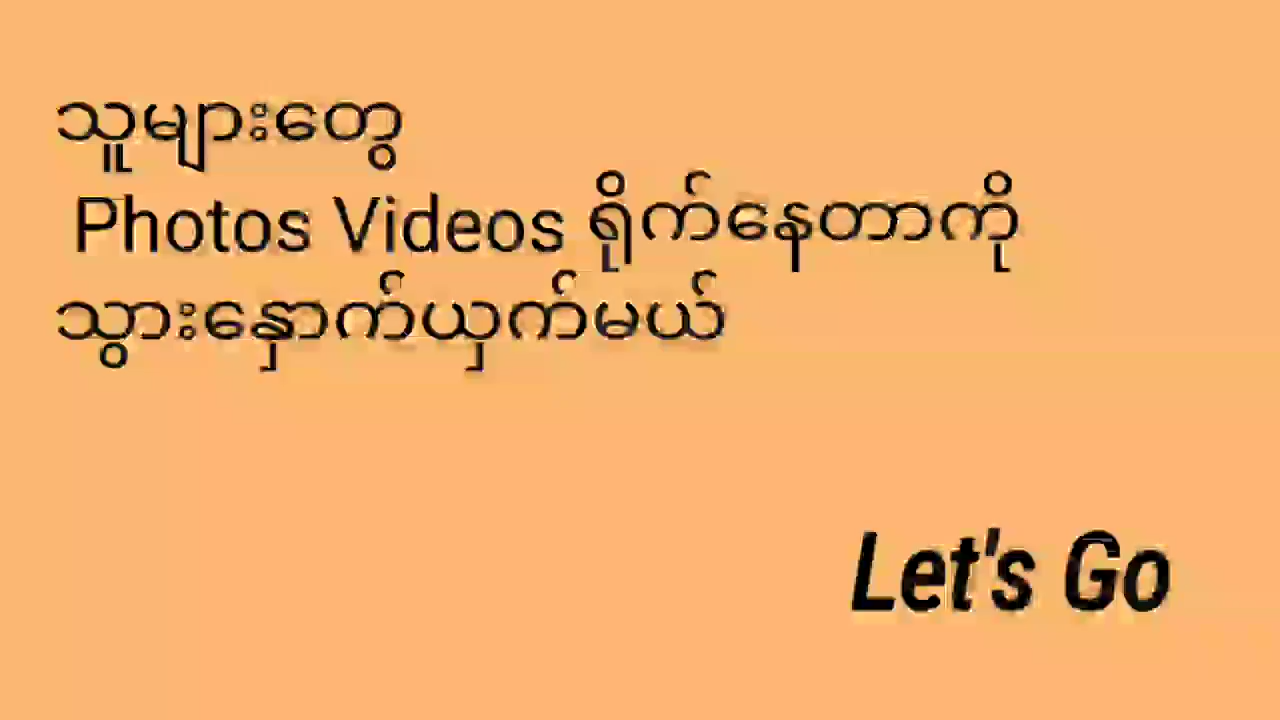 သူများတွေ
Photos Videos ရိုက်နေတာကို
သွားနှောက်ယှက်မယ်
Let's Go